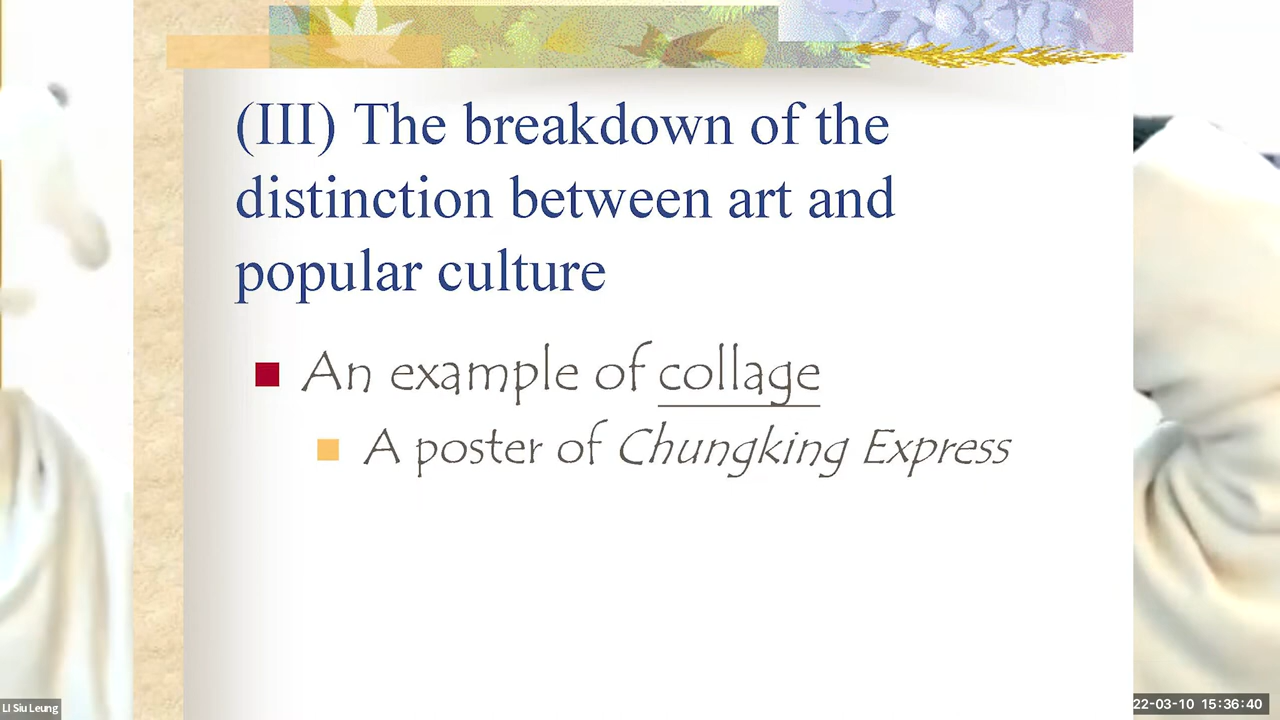 (III) The breakdown of the
distinction between art and
popular culture
An example of collage
A poster of Chungking Express
LI Siu Leung
22-03-10 15:36:40